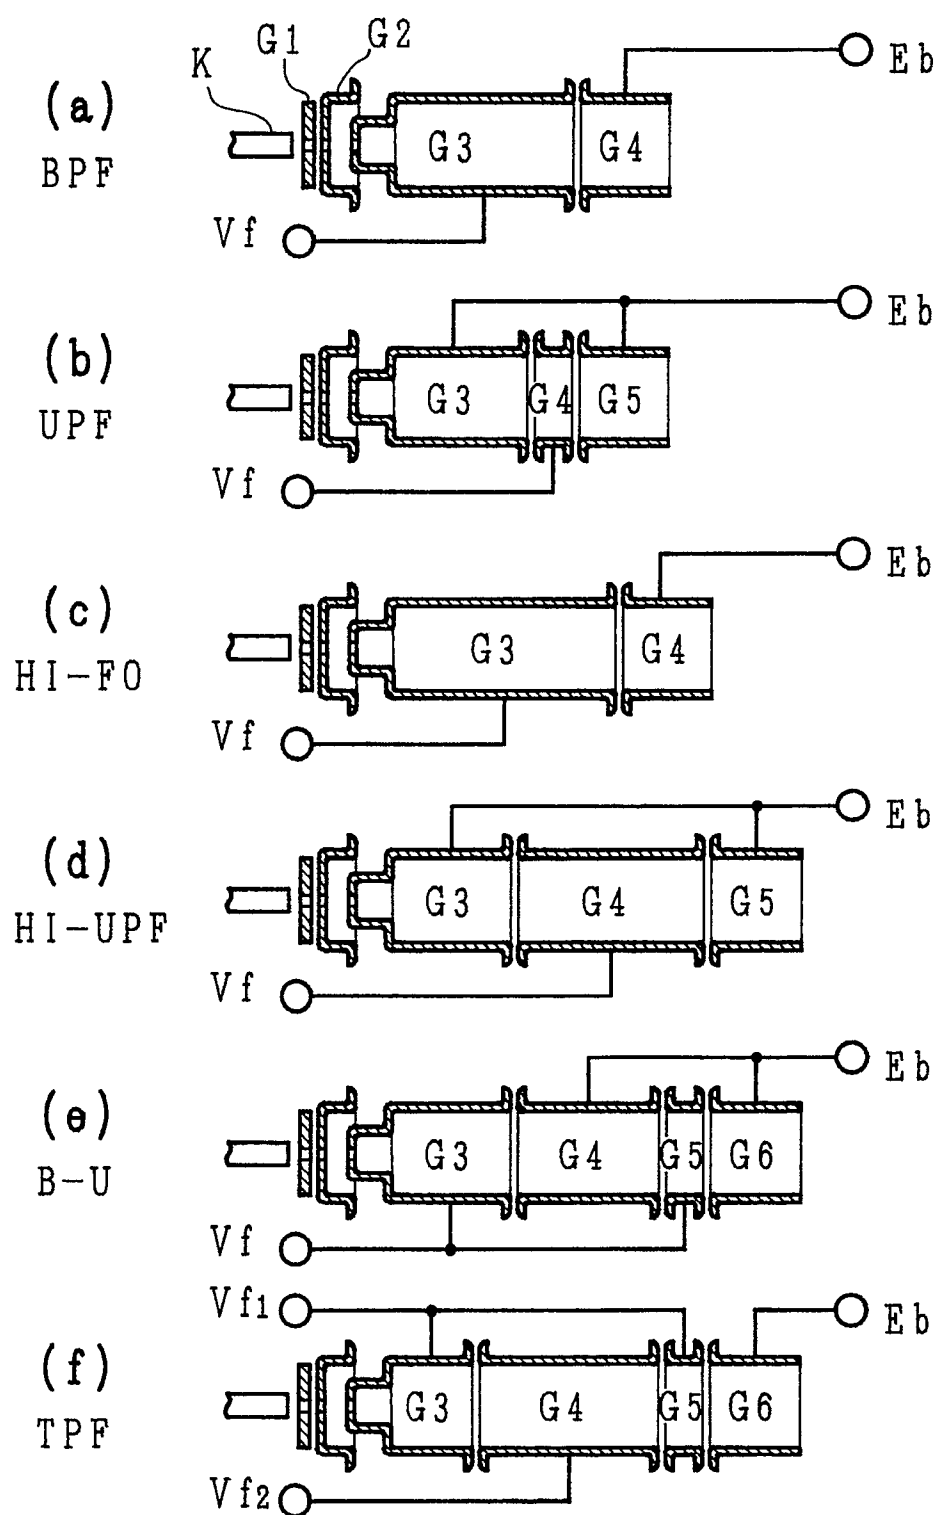 K G1 G2 Eb
(a)
BPF
G3 G4
Vf
Eb
(b)
UPF
G3 G4 G5
Vf
Eb
(c)
HI-FO
G3 G4
Vf
Eb
(d)
HI-UPF
G3 G4 G5
Vf
Eb
(e)
B-U
G3 G4 G5 G6
Vf
Vf1 Eb
(f)
TPF
G3 G4 G5 G6
Vf2